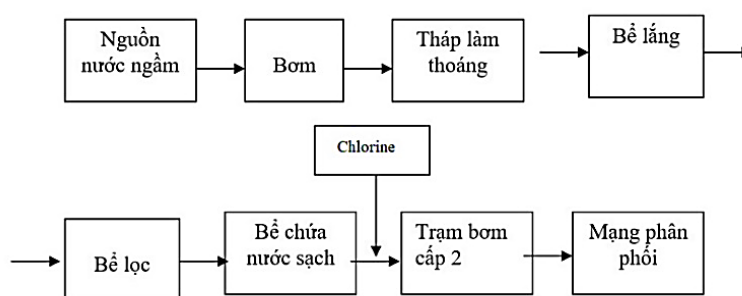 Nguồn
nước ngầm
Bơm
Tháp làm
thoáng
Bể lắng
Chlorine
Bể lọc
Bể chứa
nước sạch
Trạm bơm
cấp 2
Mạng phân
phối